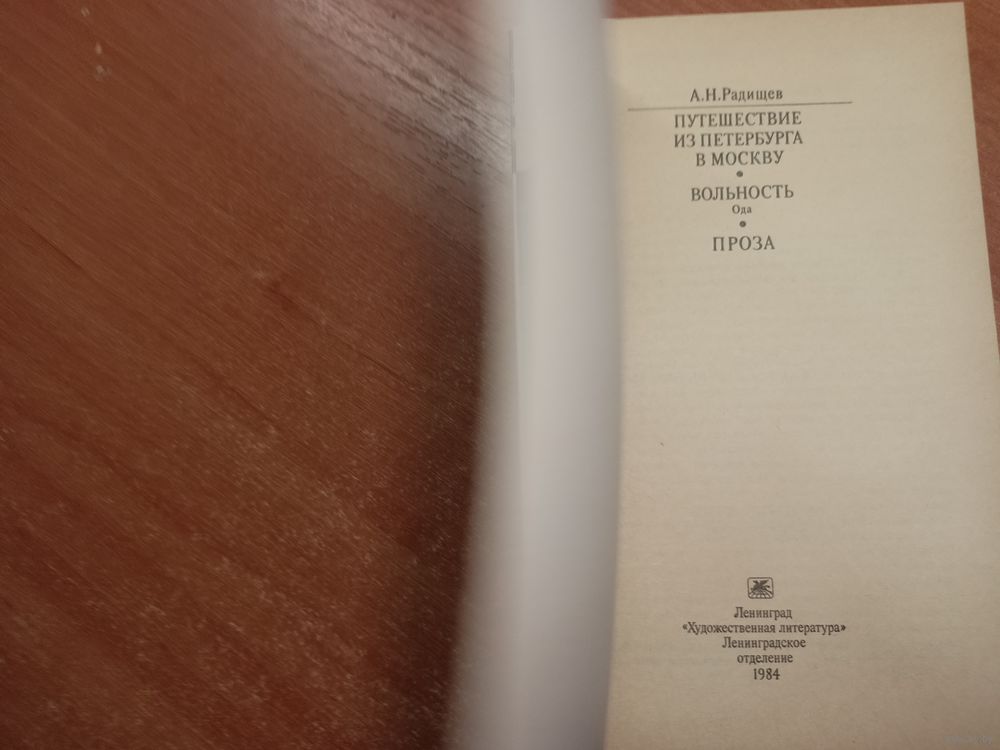 А.Н.Радищев
ПУТЕШЕСТВИЕ
ИЗ ПЕТЕРБУРГА
В МОСКВУ
•
ВОЛЬНОСТЬ
Ода
•
ПРОЗА
Ленинград
«Художественная литература»
Ленинградское
отделение
1984